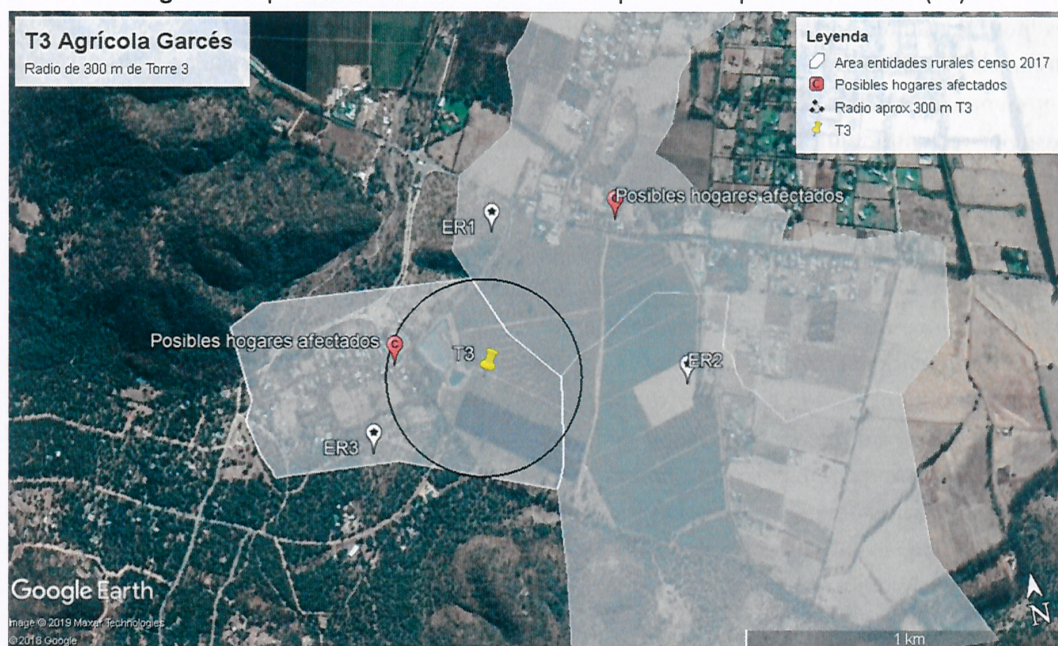 T3 Agrícola Garcés
Radio de 300 m de Torre 3
Leyenda
Area entidades rurales censo 2017
C Posibles hogares afectados
Radio aprox 300 m T3
T3
C Posibles hogares afectados
ER1
Posibles hogares afectados C
T3
ER2
ER3
Google Earth
Image © 2019 Maxar Technologies
© 2018 Google
N
1 km